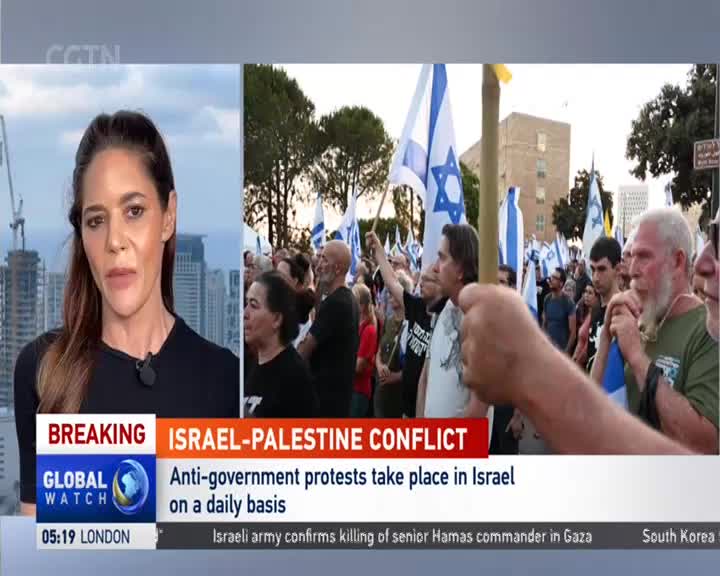 CGTN
BREAKING
ISRAEL-PALESTINE CONFLICT
GLOBAL
WATCH
Anti-government protests take place in Israel
on a daily basis
05:19 LONDON
Israeli army confirms killing of senior Hamas commander in Gaza
South Korea